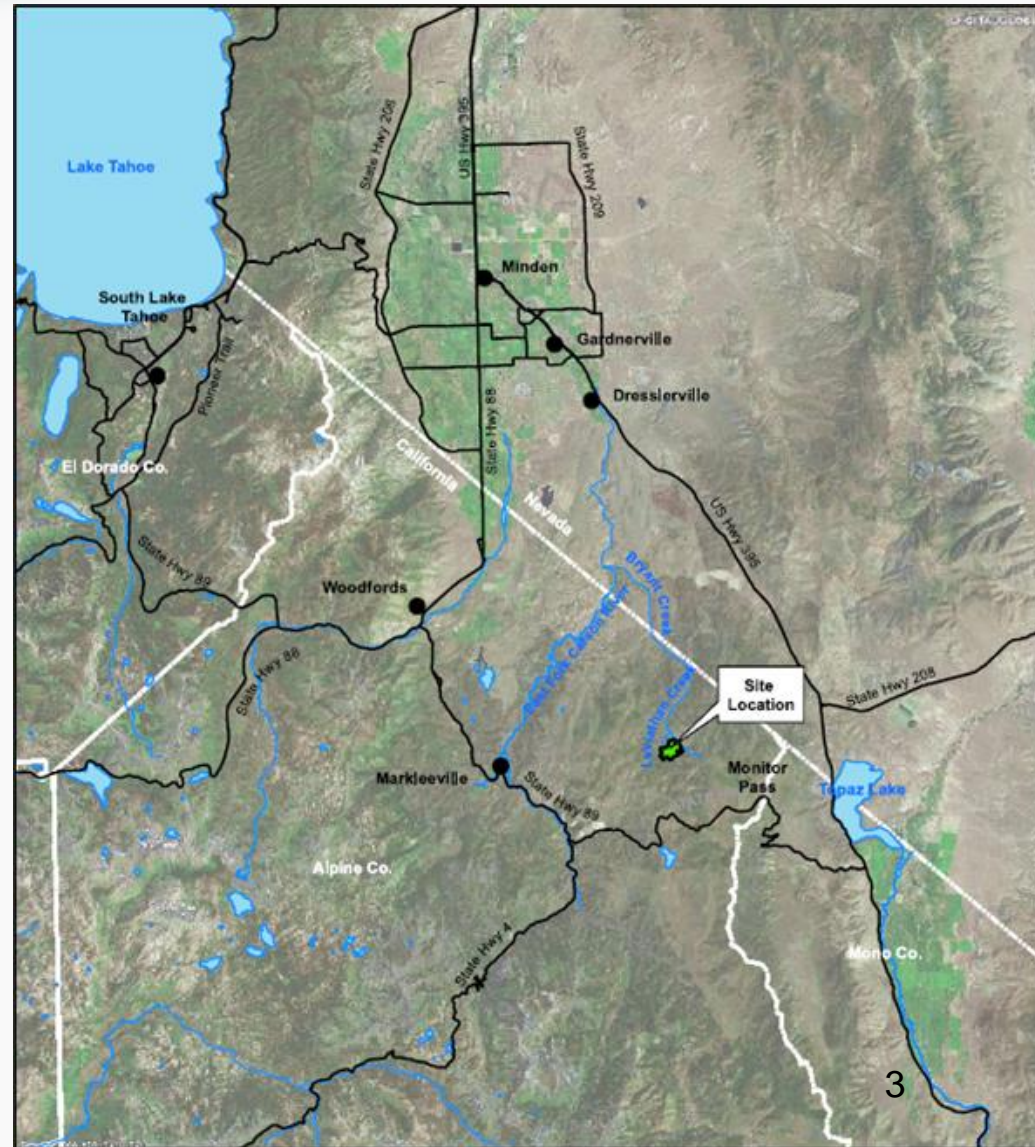 Lake Tahoe
State Hwy 206
US Hwy 395
State Hwy 209
Minden
South Lake
Tahoe
Pioneer Trail
Gardnerville
Dresslerville
State Hwy 88
El Dorado Co.
California
Nevada
US Hwy 395
State Hwy 89
Woodfords
Bryant Creek
East Fork Carson River
State Hwy 88
Site
Location
State Hwy 208
Leviathan Creek
Markleeville
State Hwy 89
Monitor
Pass
Topaz Lake
Alpine Co.
State Hwy 4
Mono Co.
3